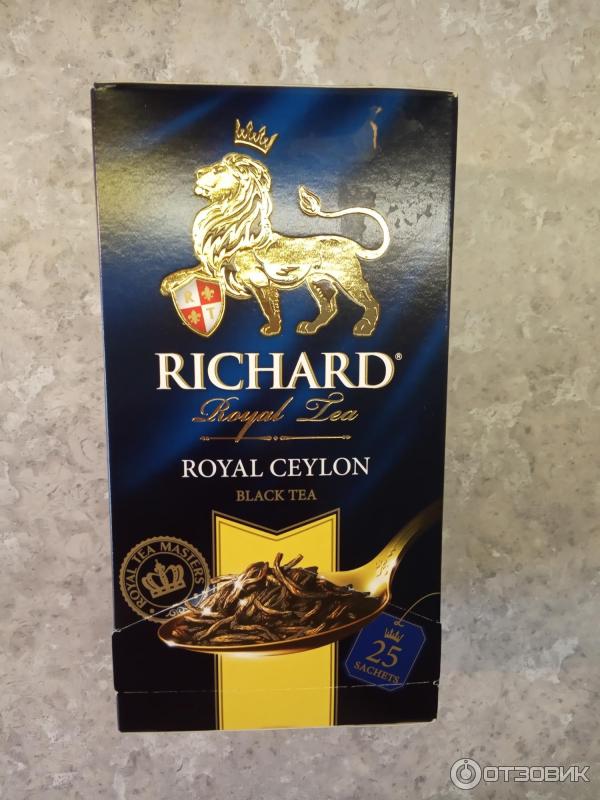 R T
RICHARD®
Royal Tea
ROYAL CEYLON
BLACK TEA
ROYAL TEA MASTERS
25
SACHETS
ОТЗОВИК